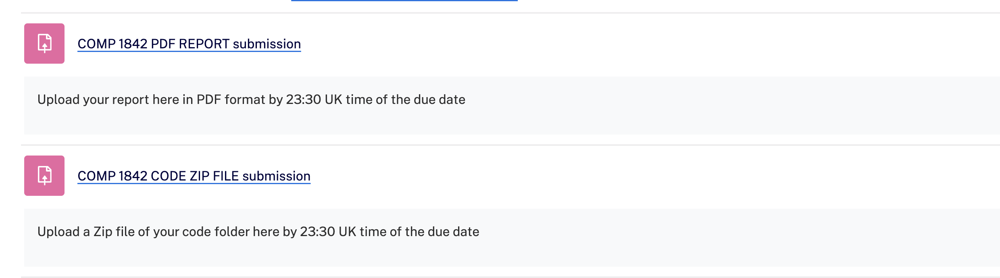 COMP 1842 PDF REPORT submission
Upload your report here in PDF format by 23:30 UK time of the due date
COMP 1842 CODE ZIP FILE submission
Upload a Zip file of your code folder here by 23:30 UK time of the due date